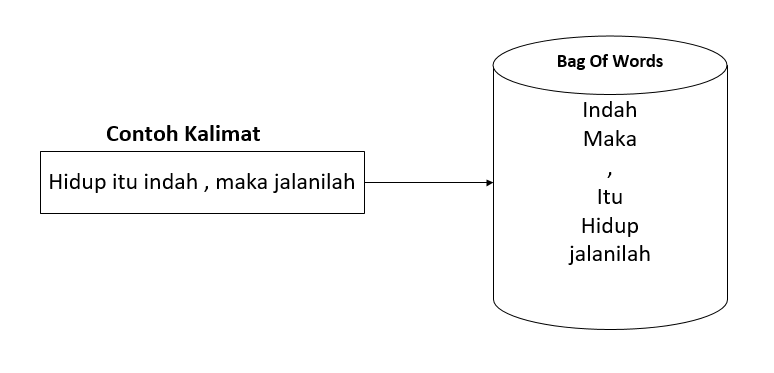 Contoh Kalimat
Hidup itu indah , maka jalanilah
Bag Of Words
Indah
Maka
,
Itu
Hidup
jalanilah